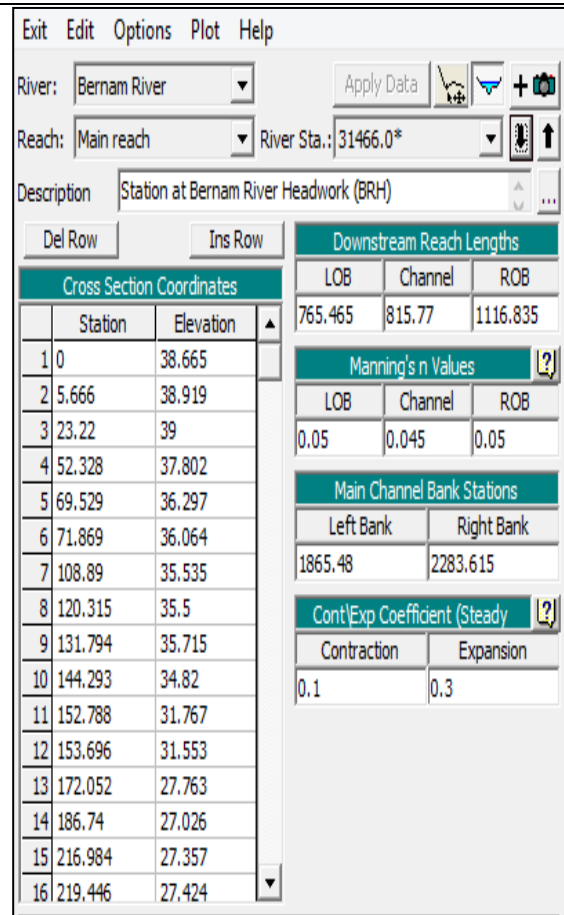 Exit Edit Options Plot Help
River: Bernam River Apply Data
Reach: Main reach River Sta.: 31466.0*
Description Station at Bernam River Headwork (BRH) ...
Del Row Ins Row
Cross Section Coordinates
Station Elevation
1 0 38.665
2 5.666 38.919
3 23.22 39
4 52.328 37.802
5 69.529 36.297
6 71.869 36.064
7 108.89 35.535
8 120.315 35.5
9 131.794 35.715
10 144.293 34.82
11 152.788 31.767
12 153.696 31.553
13 172.052 27.763
14 186.74 27.026
15 216.984 27.357
16 219.446 27.424
Downstream Reach Lengths
LOB Channel ROB
765.465 815.77 1116.835
Manning's n Values ?
LOB Channel ROB
0.05 0.045 0.05
Main Channel Bank Stations
Left Bank Right Bank
1865.48 2283.615
Cont\Exp Coefficient (Steady ?
Contraction Expansion
0.1 0.3